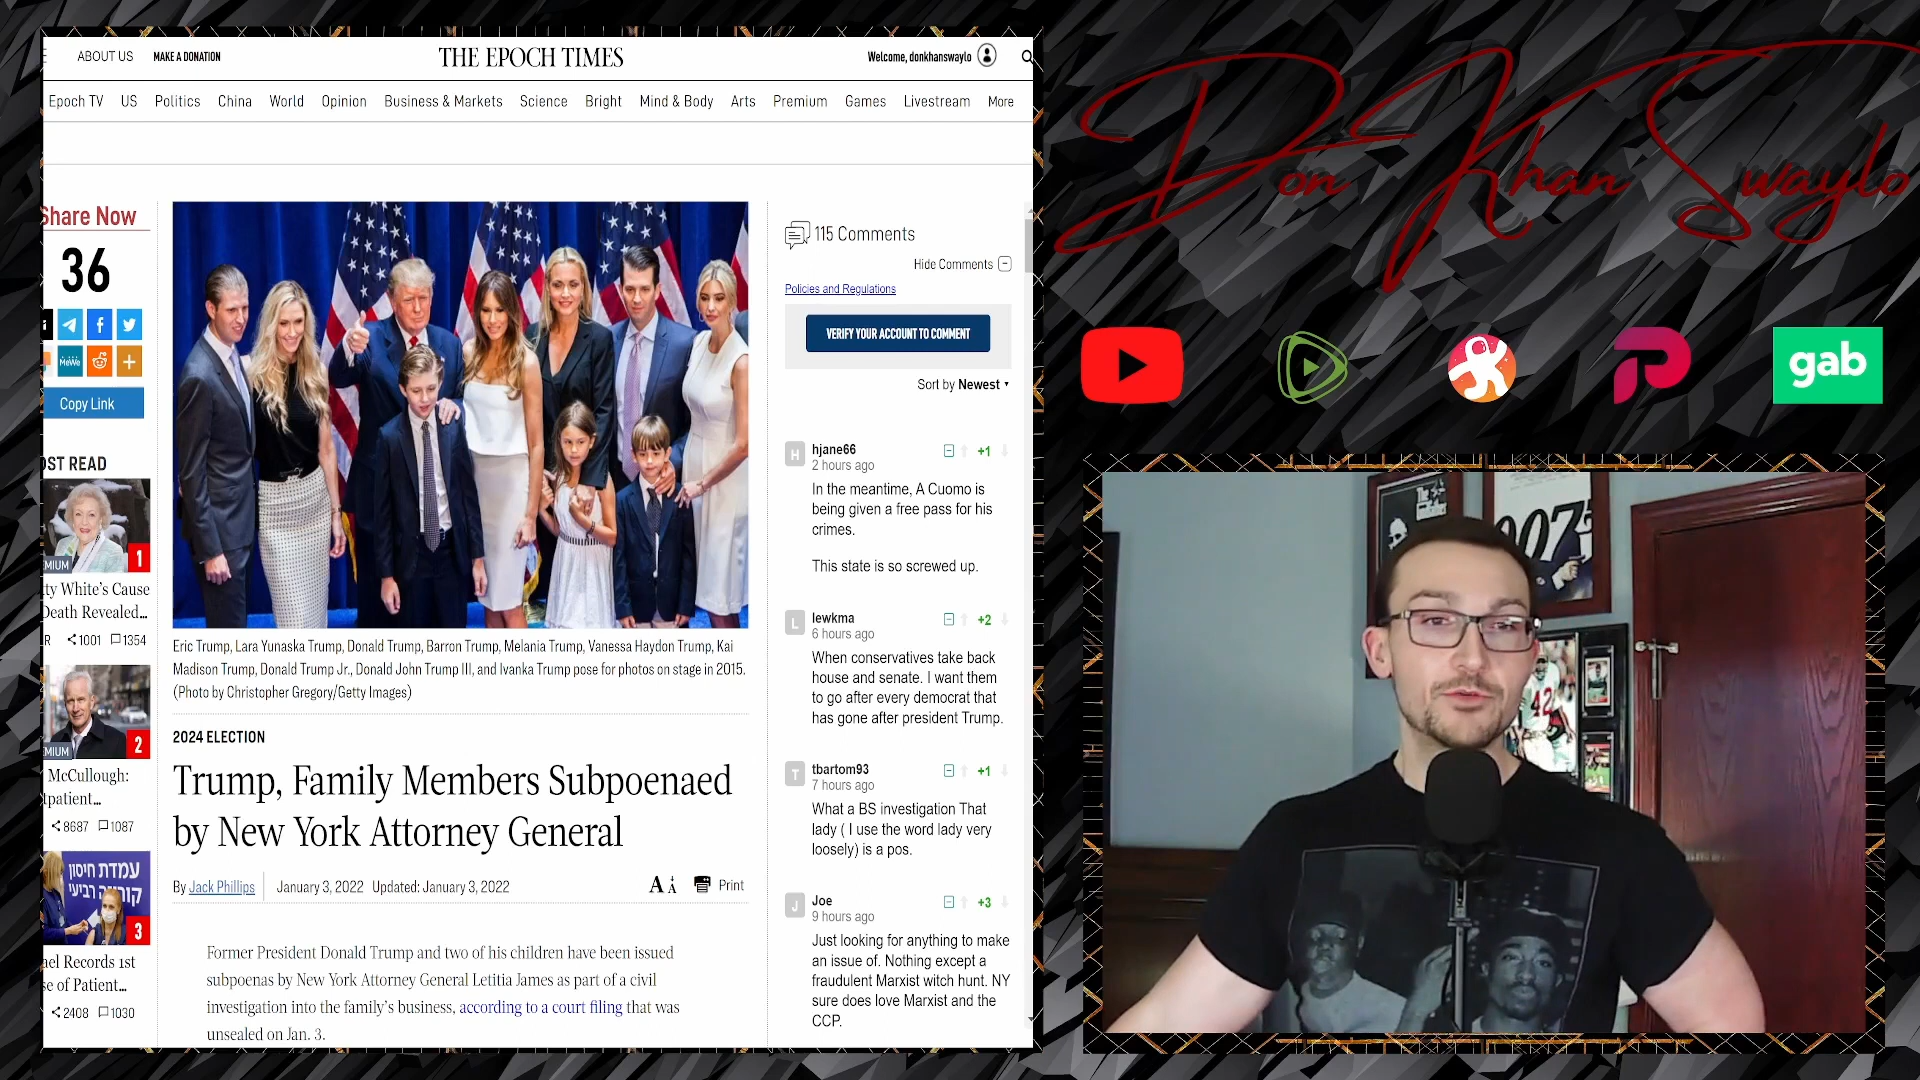 ABOUT US
MAKE A DONATION
THE EPOCH TIMES
Welcome, donkhanswaylo
Epoch TV
US
Politics
China
World
Opinion
Business & Markets
Science
Bright
Mind & Body
Arts
Premium
Games
Livestream
More
Share Now
36
MeWe
Copy Link
OST READ
MIUM
1
ty White's Cause
Death Revealed...
R 1001 1354
MIUM
2
McCullough:
tpatient...
8687 1087
עמדת חיסון
קורונה רביעי
3
ael Records 1st
se of Patient...
2408 1030
Eric Trump, Lara Yunaska Trump, Donald Trump, Barron Trump, Melania Trump, Vanessa Haydon Trump, Kai
Madison Trump, Donald Trump Jr., Donald John Trump III, and Ivanka Trump pose for photos on stage in 2015.
(Photo by Christopher Gregory/Getty Images)
2024 ELECTION
Trump, Family Members Subpoenaed
by New York Attorney General
By Jack Phillips
January 3, 2022 Updated: January 3, 2022
A A
Print
Former President Donald Trump and two of his children have been issued
subpoenas by New York Attorney General Letitia James as part of a civil
investigation into the family's business, according to a court filing that was
unsealed on Jan. 3.
115 Comments
Hide Comments
Policies and Regulations
VERIFY YOUR ACCOUNT TO COMMENT
Sort by Newest
H
hjane66
+1
2 hours ago
In the meantime, A Cuomo is
being given a free pass for his
crimes.
This state is so screwed up.
L
lewkma
+2
6 hours ago
When conservatives take back
house and senate. I want them
to go after every democrat that
has gone after president Trump.
T
tbartom93
+1
7 hours ago
What a BS investigation That
lady ( I use the word lady very
loosely) is a pos.
J
Joe
+3
9 hours ago
Just looking for anything to make
an issue of. Nothing except a
fraudulent Marxist witch hunt. NY
sure does love Marxist and the
CCP.
Don Khan Swaylo
gab
007
42